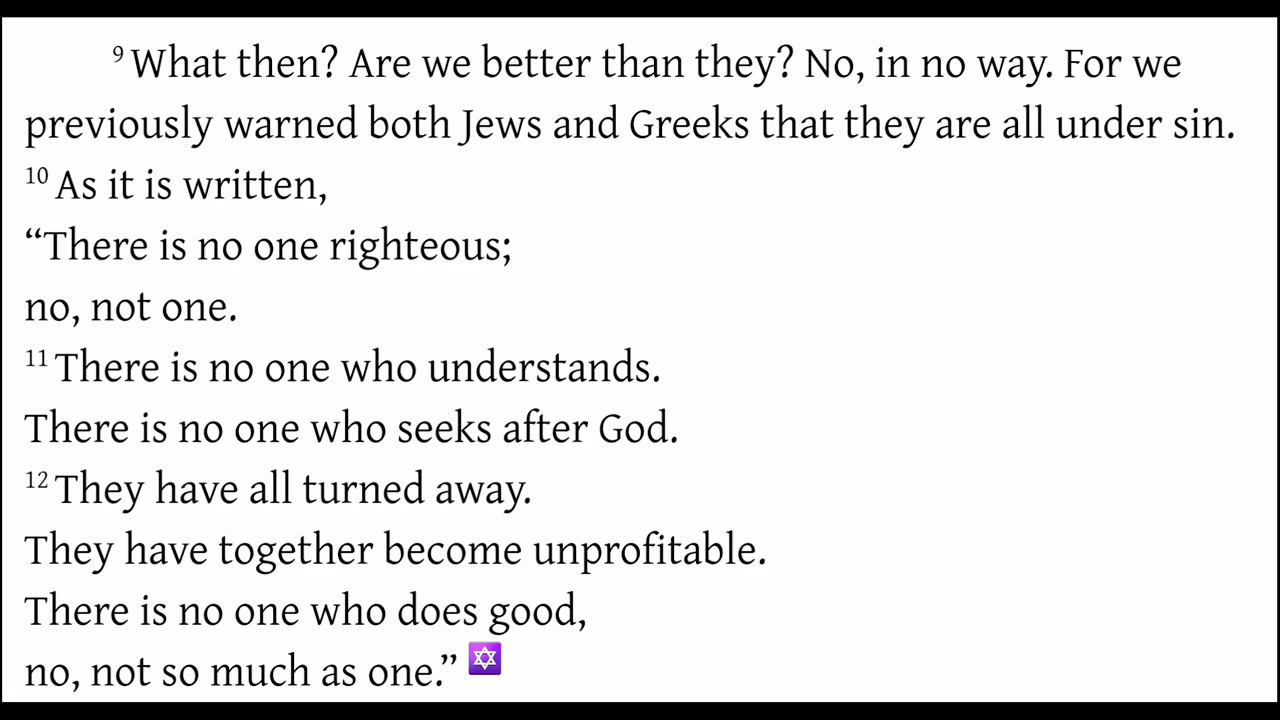 ⁹ What then? Are we better than they? No, in no way. For we
previously warned both Jews and Greeks that they are all under sin.
¹⁰ As it is written,
“There is no one righteous;
no, not one.
¹¹ There is no one who understands.
There is no one who seeks after God.
¹² They have all turned away.
They have together become unprofitable.
There is no one who does good,
no, not so much as one.” 🔯